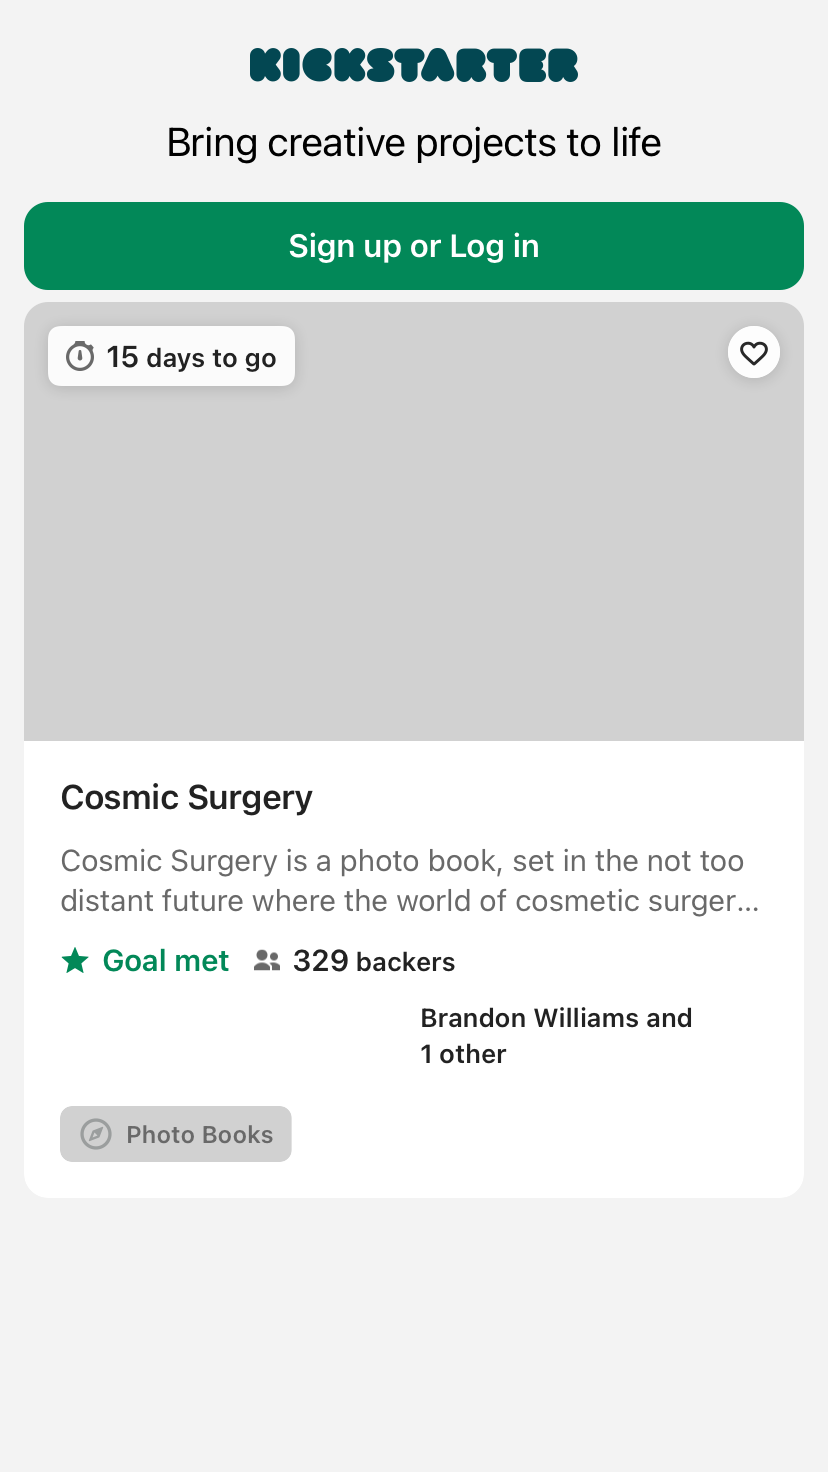 KICKSTARTER
Bring creative projects to life
Sign up or Log in
15 days to go
Cosmic Surgery
Cosmic Surgery is a photo book, set in the not too
distant future where the world of cosmetic surger...
Goal met 329 backers
Brandon Williams and
1 other
Photo Books